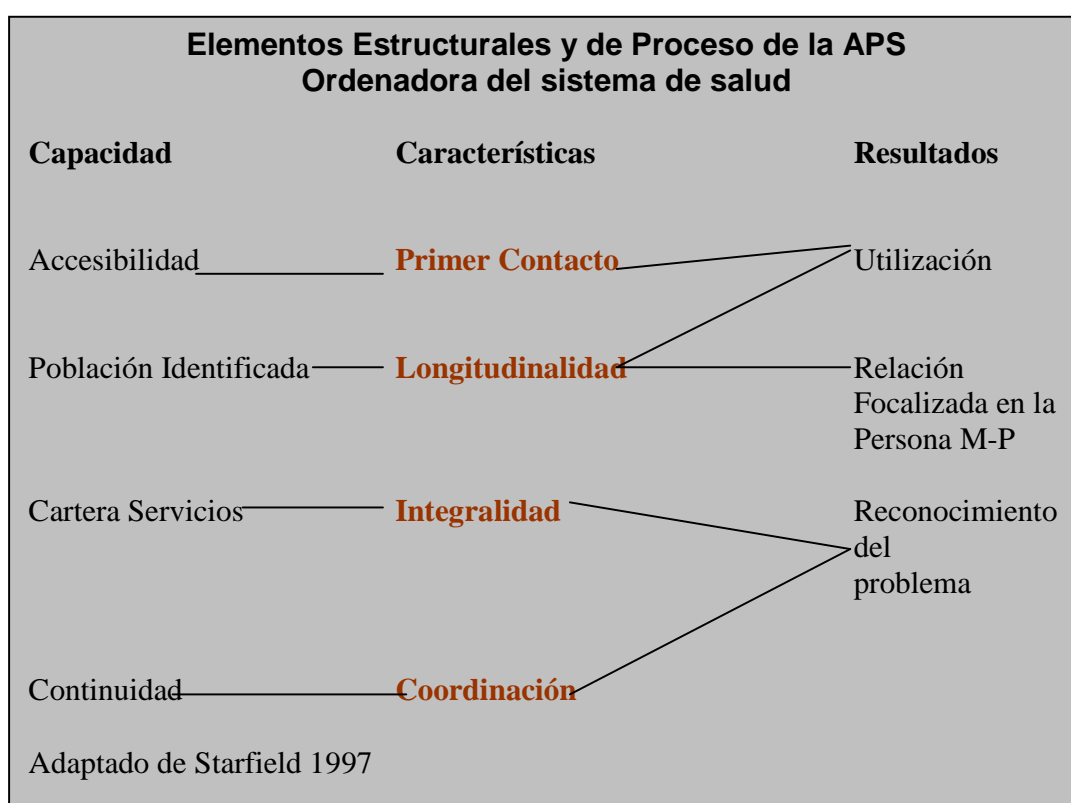 Elementos Estructurales y de Proceso de la APS
Ordenadora del sistema de salud
Capacidad Características Resultados
Accesibilidad Primer Contacto Utilización
Población Identificada Longitudinalidad Relación
Focalizada en la
Persona M-P
Cartera Servicios Integralidad Reconocimiento
del
problema
Continuidad Coordinación
Adaptado de Starfield 1997